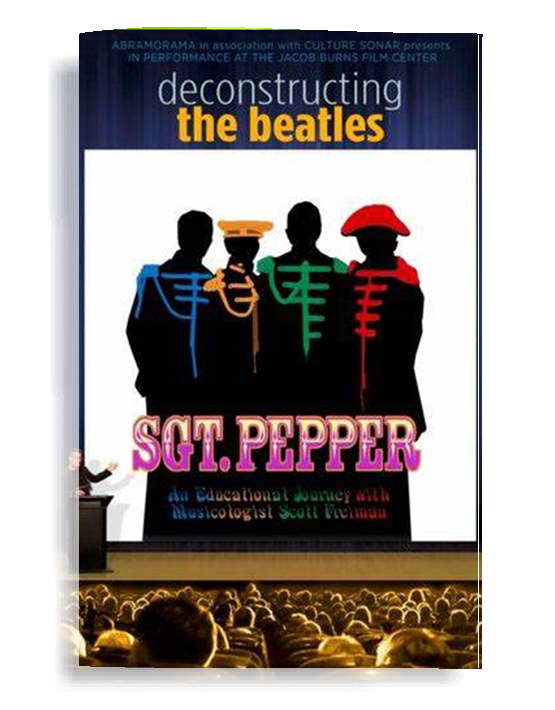 ABRAMORAMA in association with CULTURE SONAR presents
IN PERFORMANCE AT THE JACOB BURNS FILM CENTER
deconstructing
the beatles
SGT. PEPPER
An Educational Journey with
Musicologist Scott Freiman